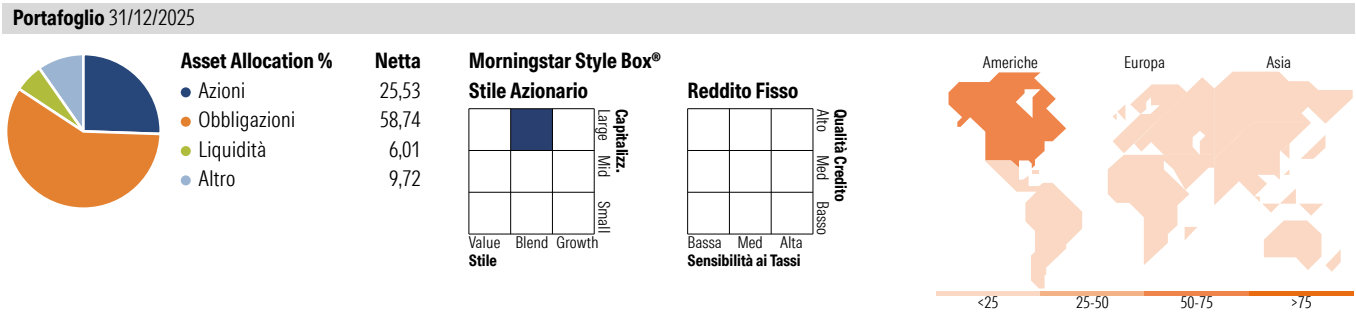 Portafoglio 31/12/2025
Asset Allocation % Netta
Azioni 25,53
Obbligazioni 58,74
Liquidità 6,01
Altro 9,72
Morningstar Style Box®
Stile Azionario
Large
Mid
Small
Capitalizz.
Value Blend Growth
Stile
Reddito Fisso
Alto
Med
Basso
Qualità Credito
Bassa Med Alta
Sensibilità ai Tassi
Americhe Europa Asia
<25 25-50 50-75 >75